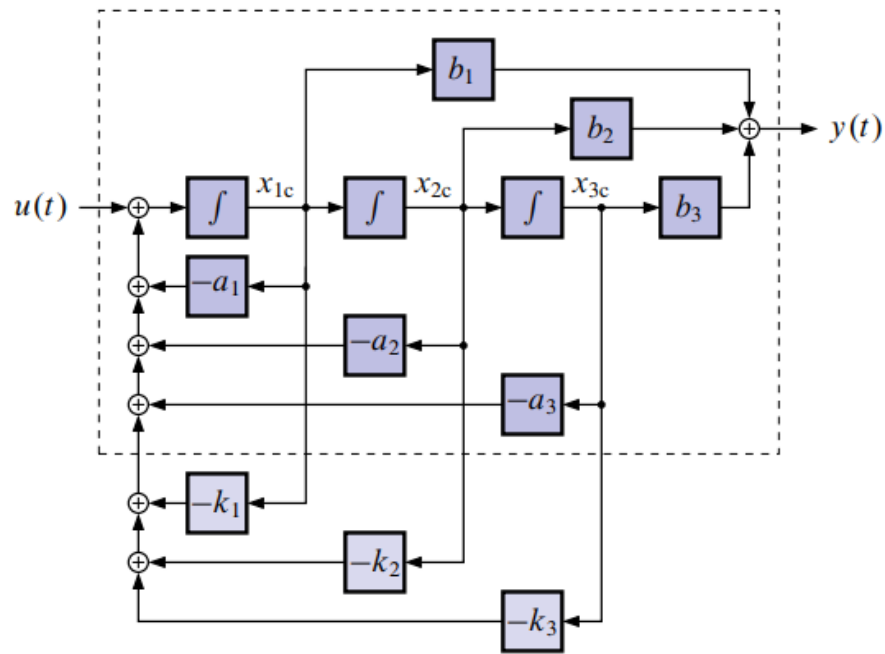 b₁
b₂
y(t)
u(t)
+
∫
x₁c
∫
x₂c
∫
x₃c
b₃
+
+
−a₁
+
−a₂
+
−a₃
+
−k₁
+
−k₂
−k₃